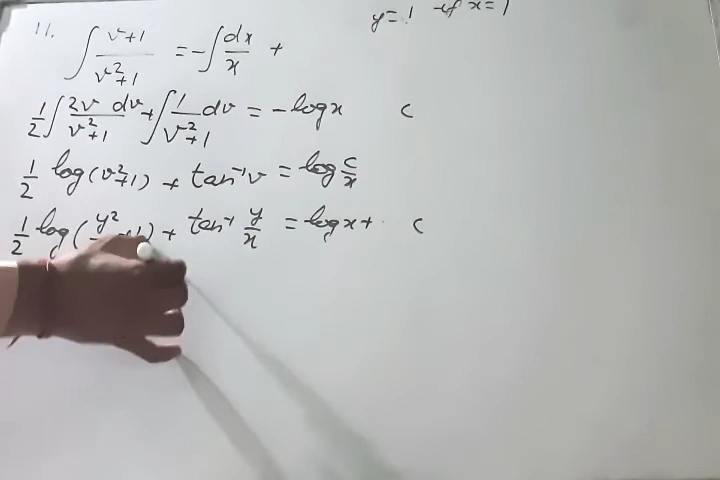 y=1 if x=1
11. ∫ v+1/v²+1 = -∫ dx/x +
1/2 ∫ 2v dv/v²+1 + ∫ 1/v²+1 dv = -log x C
1/2 log(v²+1) + tan⁻¹v = log c/x
1/2 log(y²/ +1) + tan⁻¹ y/x = log x + C